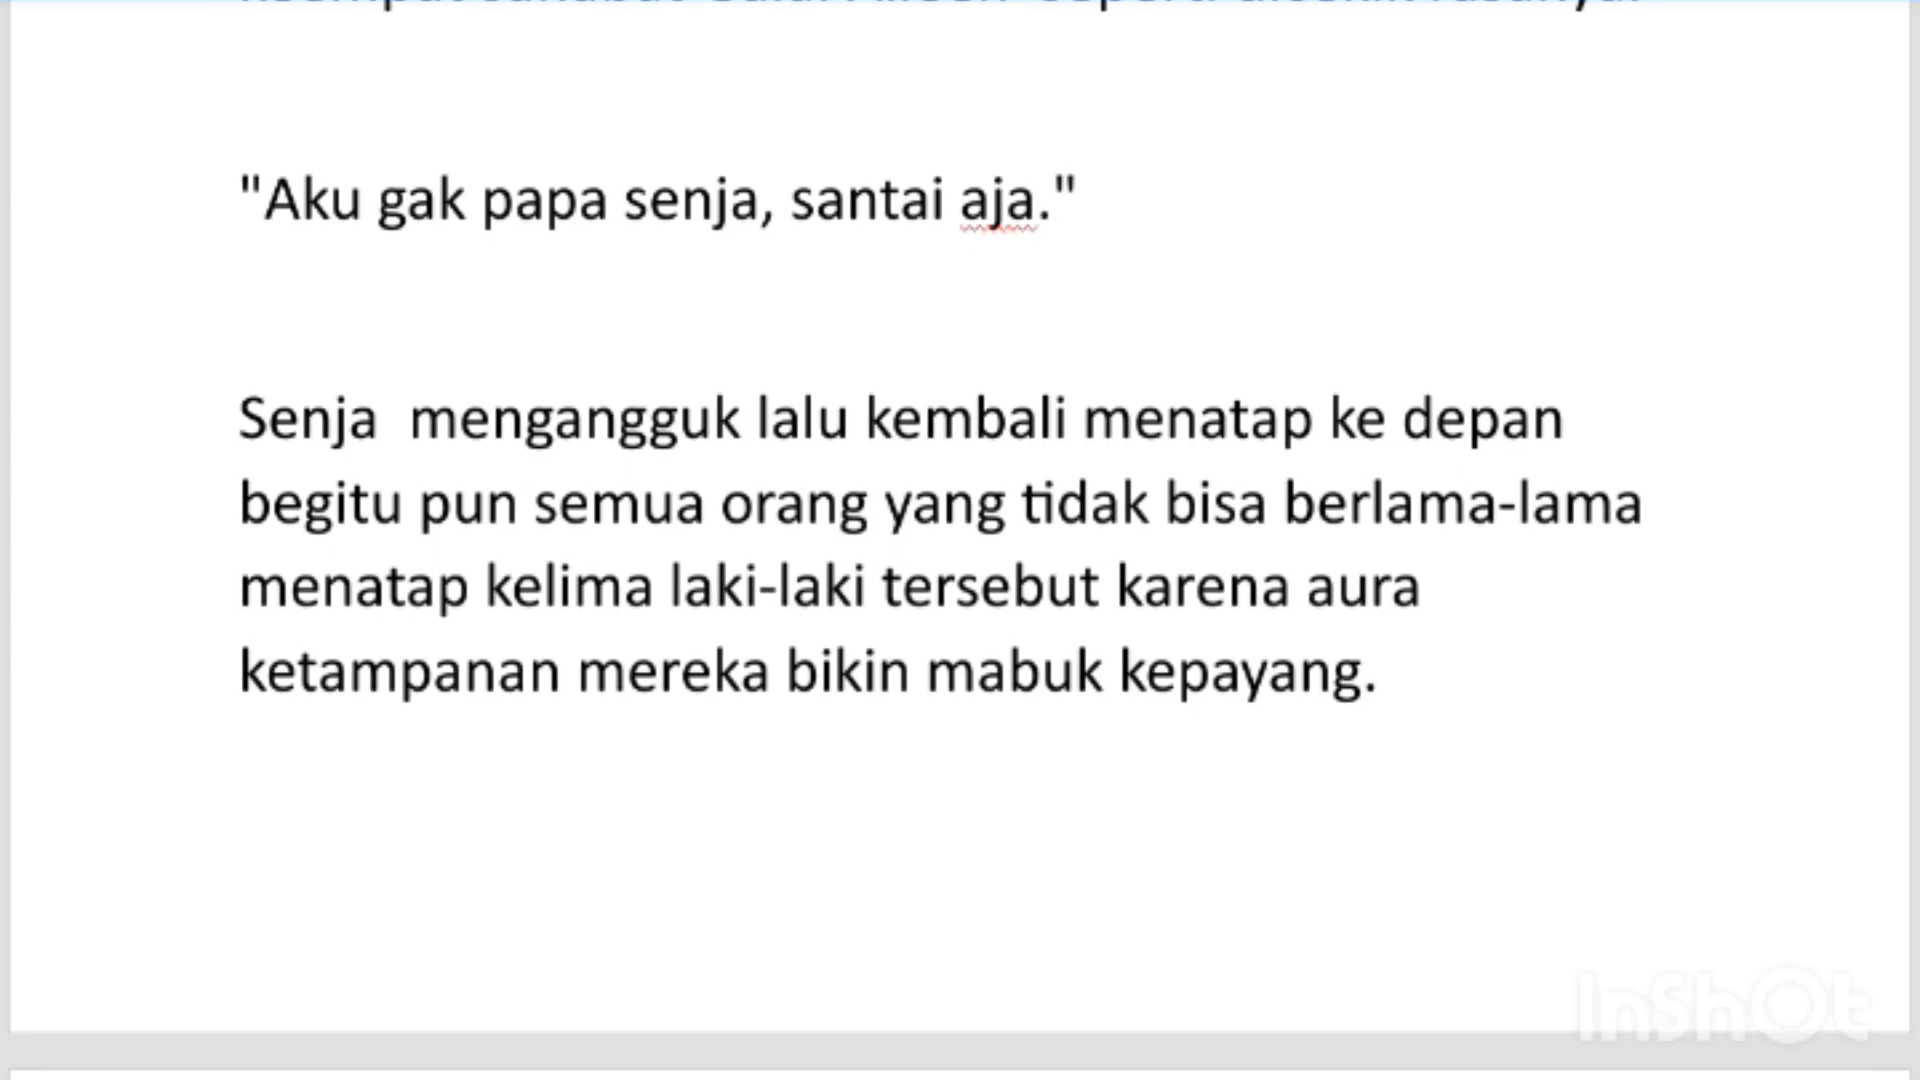 "Aku gak papa senja, santai aja."
Senja  mengangguk lalu kembali menatap ke depan
begitu pun semua orang yang tidak bisa berlama-lama
menatap kelima laki-laki tersebut karena aura
ketampanan mereka bikin mabuk kepayang.
InShOt